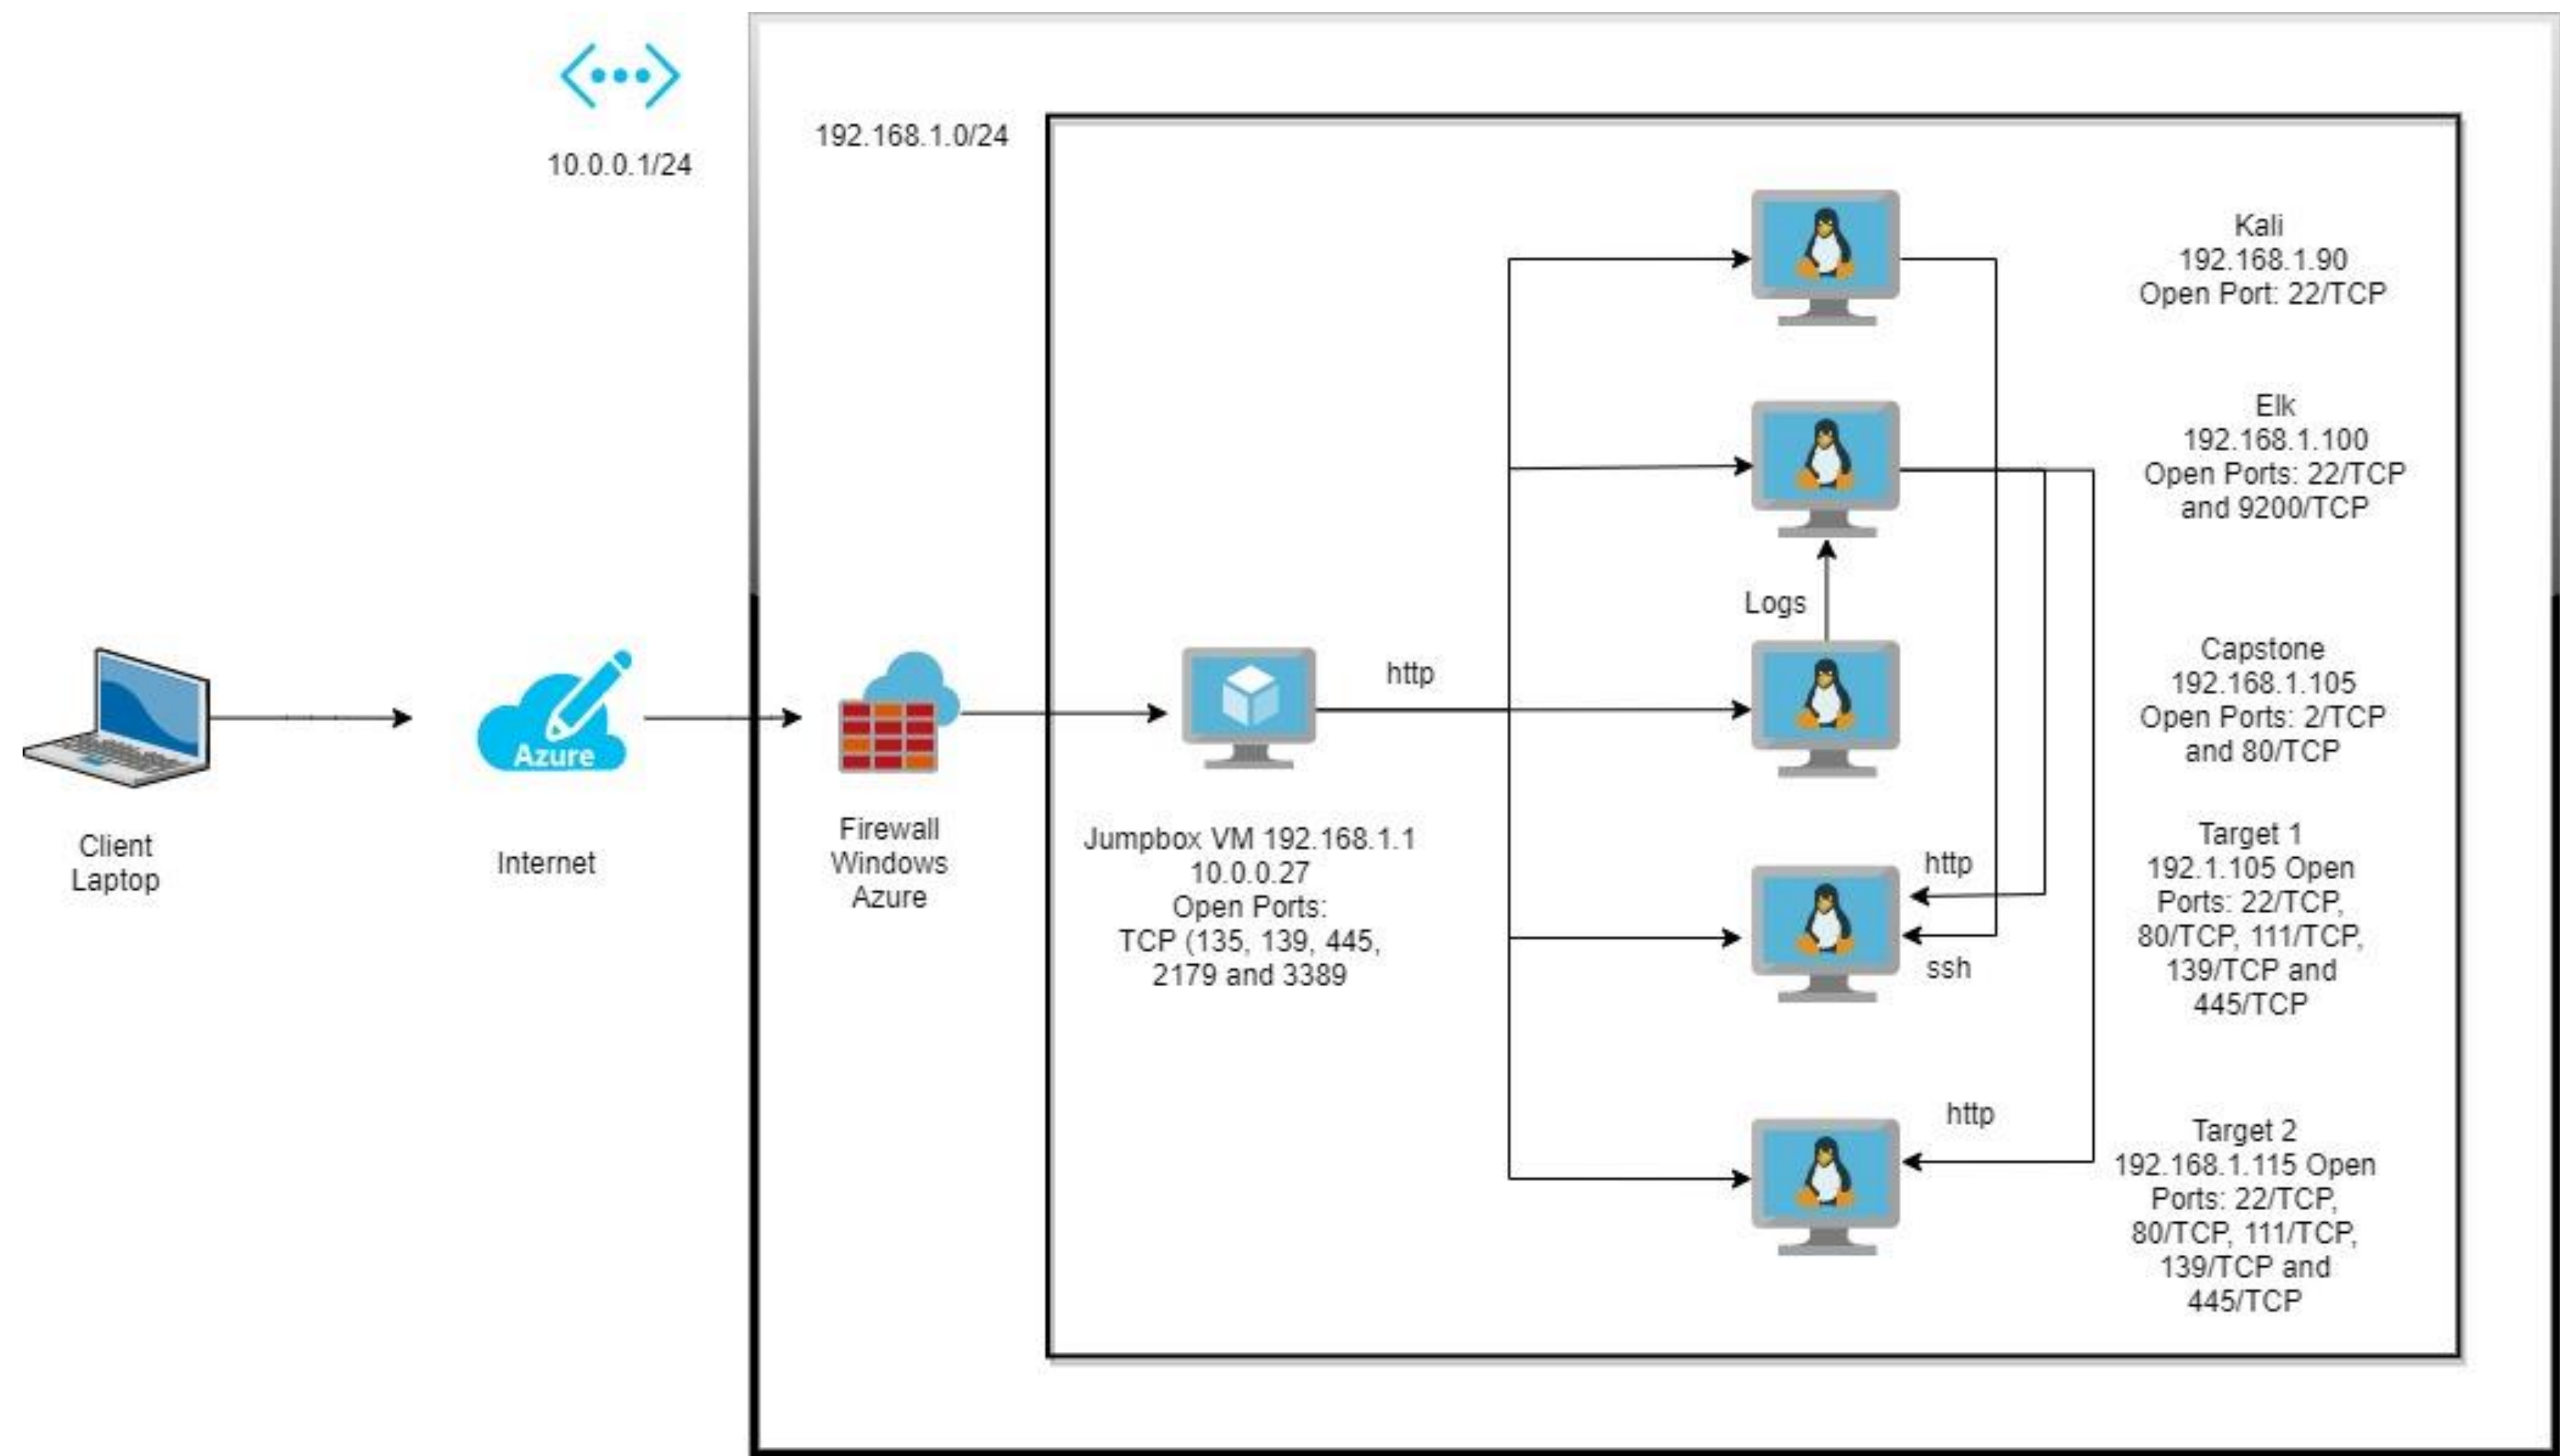 10.0.0.1/24
192.168.1.0/24
Kali
192.168.1.90
Open Port: 22/TCP
Elk
192.168.1.100
Open Ports: 22/TCP
and 9200/TCP
Logs
Capstone
192.168.1.105
Open Ports: 2/TCP
and 80/TCP
http
Azure
Client
Laptop
Internet
Firewall
Windows
Azure
Jumpbox VM 192.168.1.1
10.0.0.27
Open Ports:
TCP (135, 139, 445,
2179 and 3389
http
ssh
Target 1
192.1.105 Open
Ports: 22/TCP,
80/TCP, 111/TCP,
139/TCP and
445/TCP
http
Target 2
192.168.1.115 Open
Ports: 22/TCP,
80/TCP, 111/TCP,
139/TCP and
445/TCP